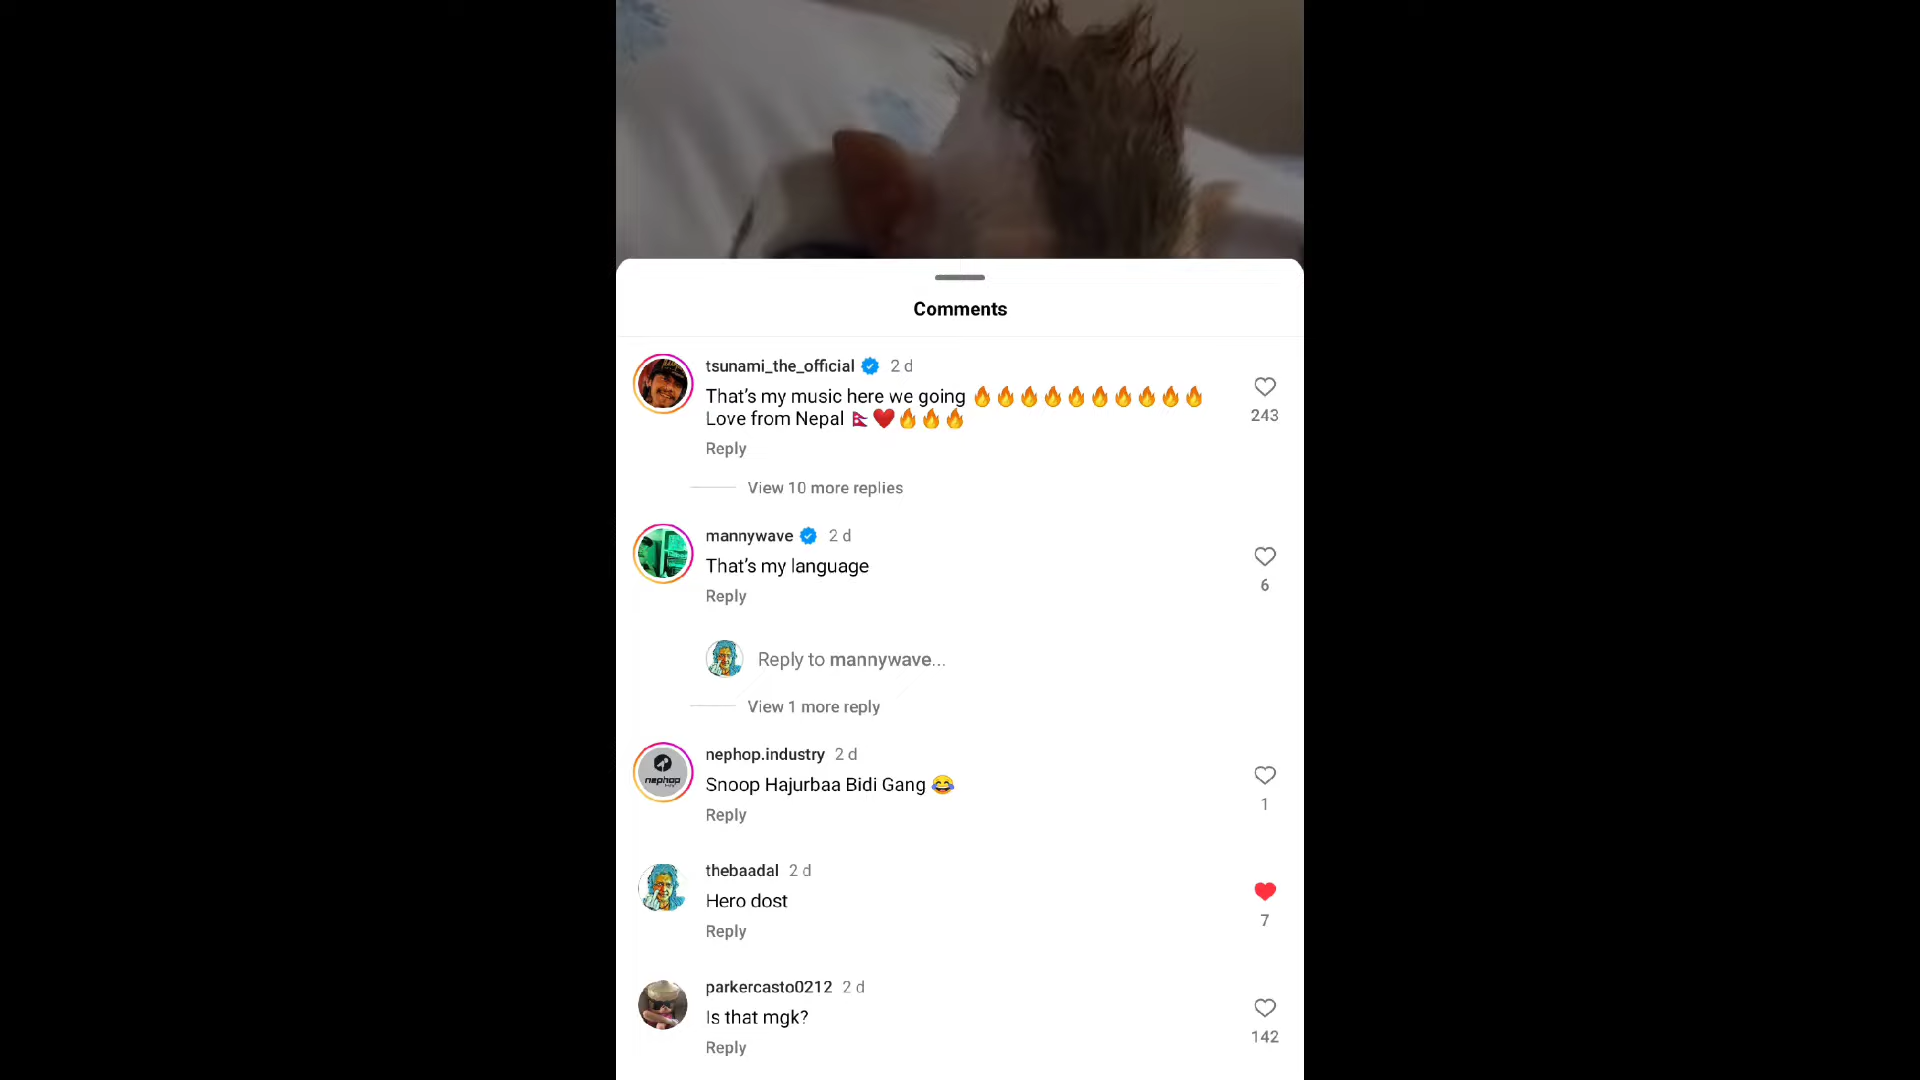 Comments
tsunami_the_official 2 d
That's my music here we going 🔥🔥🔥🔥🔥🔥🔥🔥🔥🔥
Love from Nepal 🇳🇵❤️🔥🔥🔥
243
Reply
View 10 more replies
mannywave 2 d
That's my language
6
Reply
Reply to mannywave...
View 1 more reply
nephop
nephop.industry 2 d
Snoop Hajurbaa Bidi Gang 😂
1
Reply
thebaadal 2 d
Hero dost
7
Reply
parkercasto0212 2 d
Is that mgk?
142
Reply